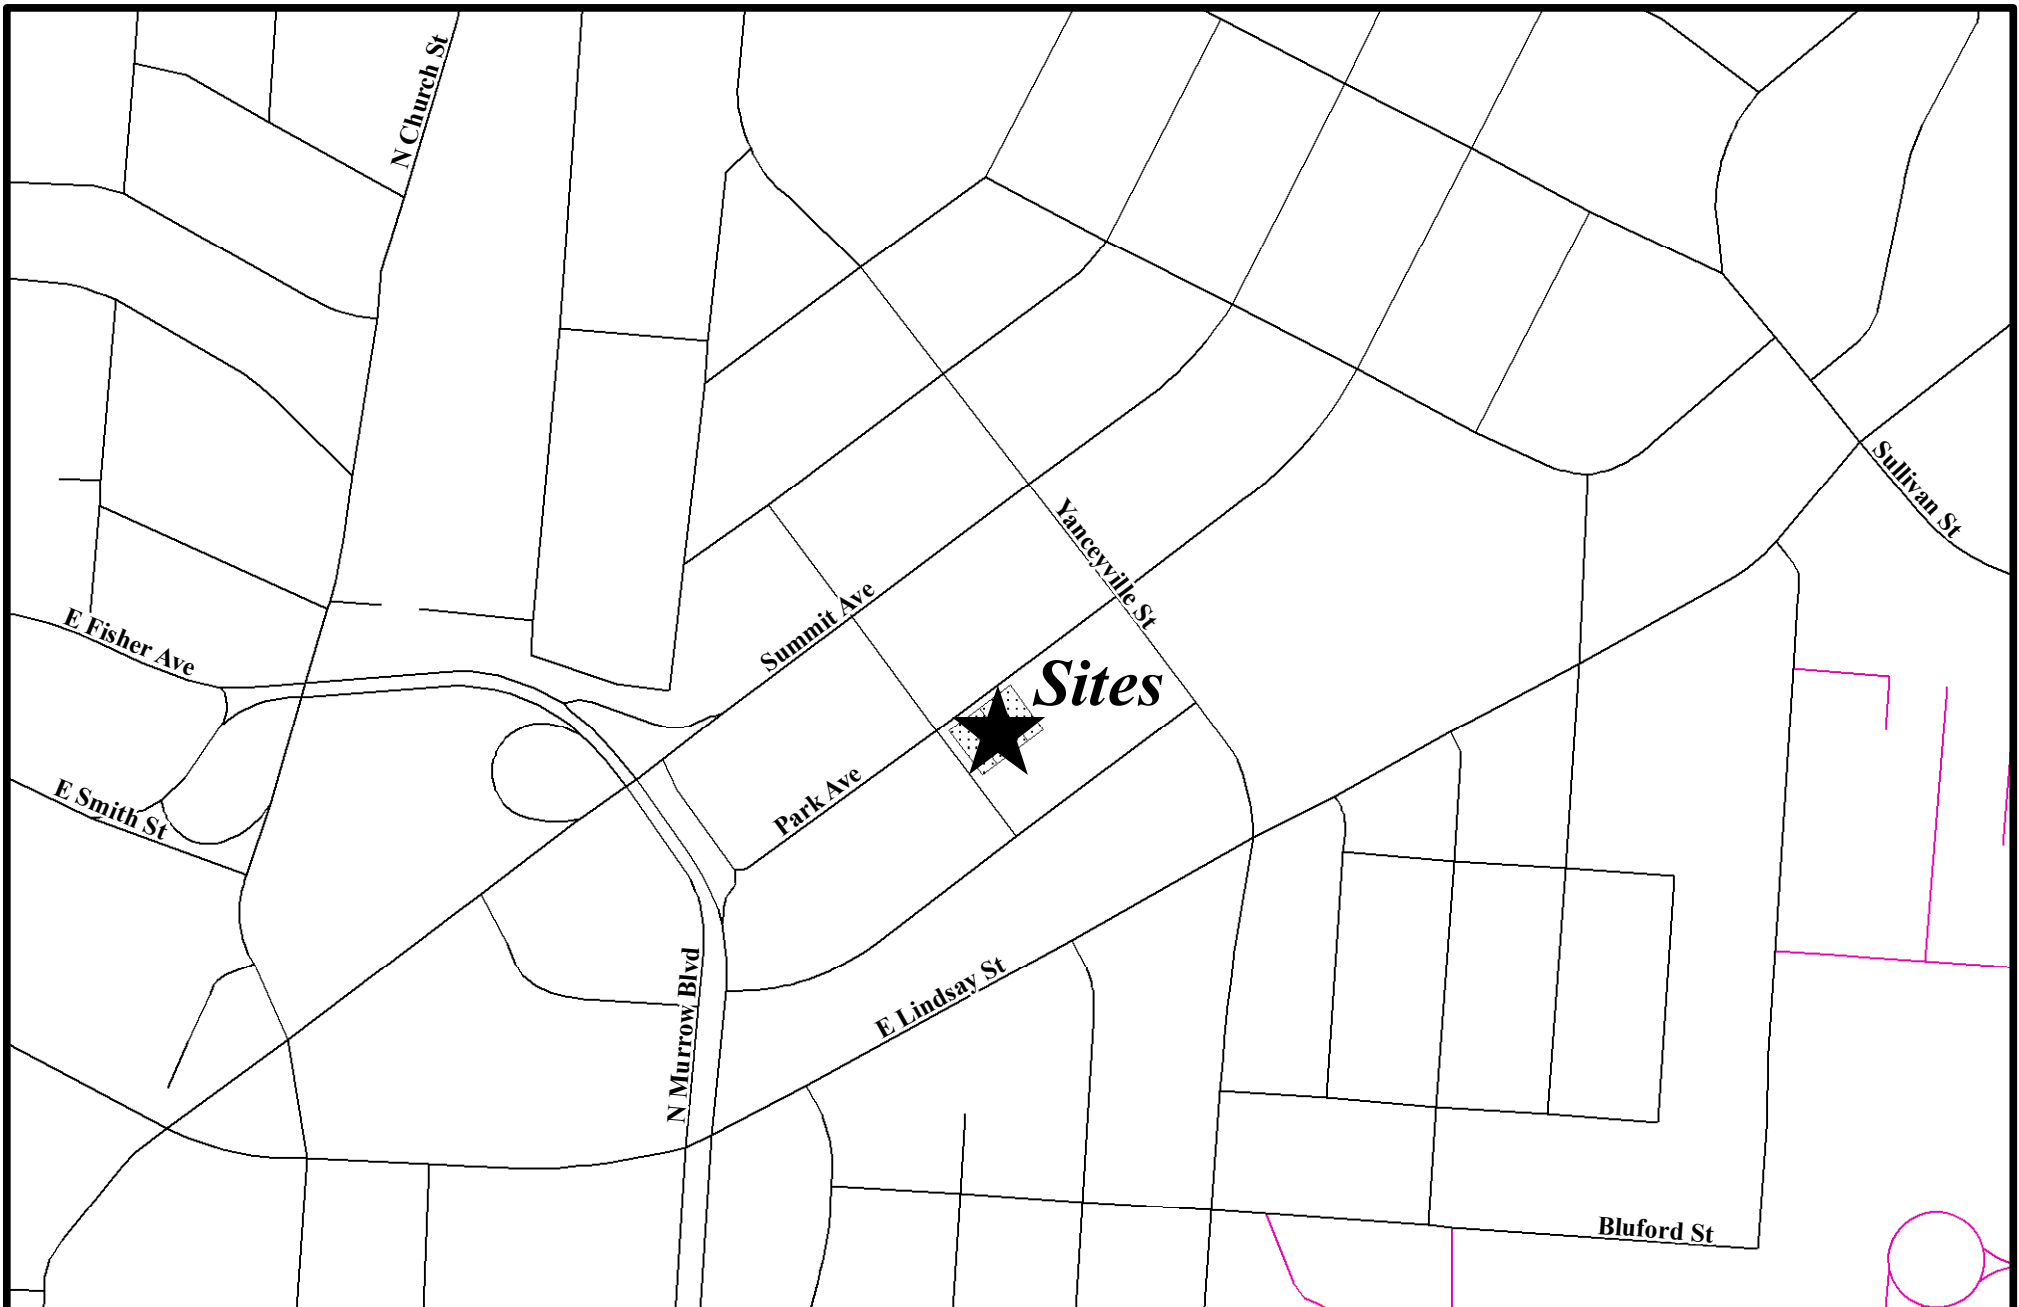 N Church St
Yanceyville St
Sullivan St
Summit Ave
E Fisher Ave
Sites
Park Ave
E Smith St
N Murrow Blvd
E Lindsay St
Bluford St